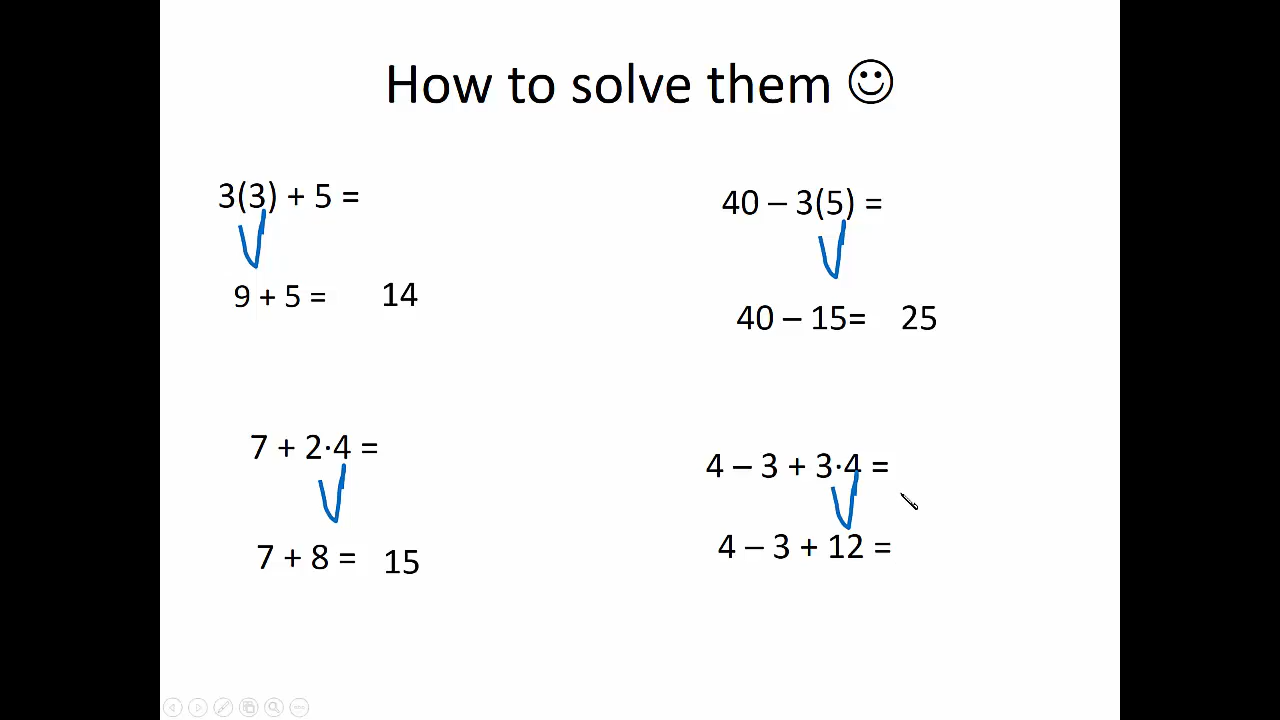 How to solve them ☺
3(3) + 5 =
9 + 5 = 14
40 – 3(5) =
40 – 15= 25
7 + 2·4 =
7 + 8 = 15
4 – 3 + 3·4 =
4 – 3 + 12 =